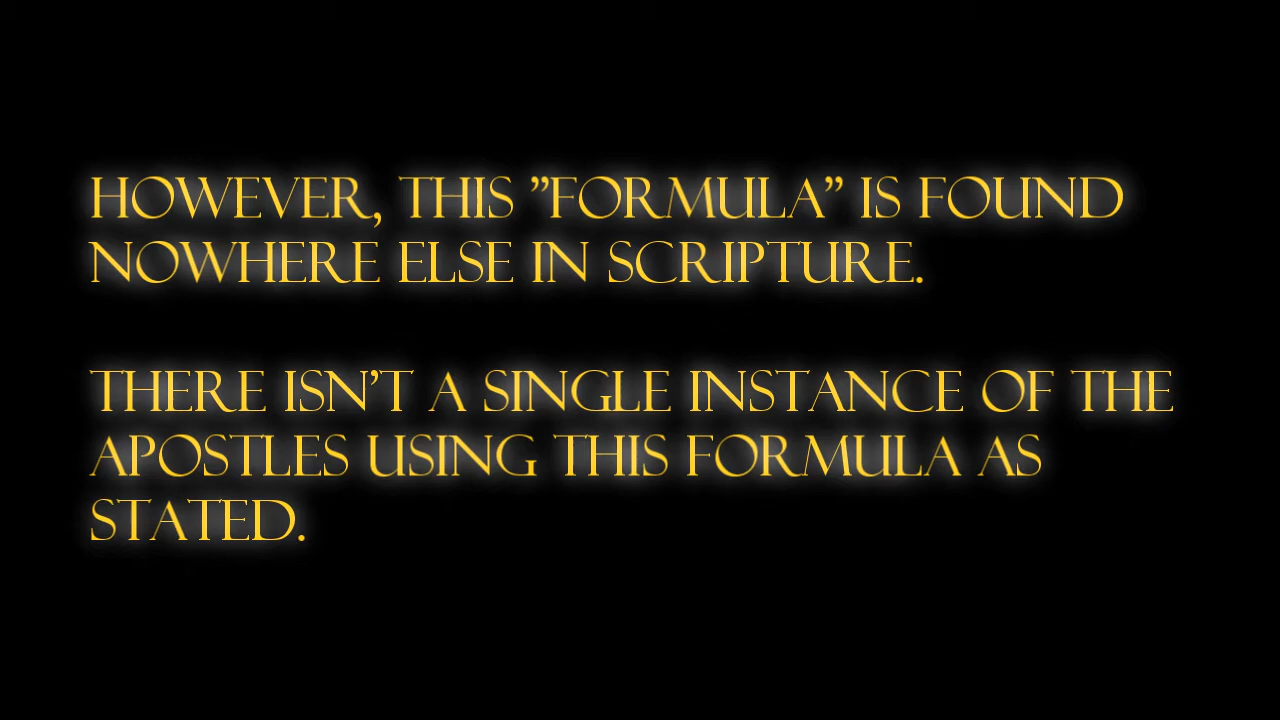 HOWEVER, THIS ”FORMULA” IS FOUND
NOWHERE ELSE IN SCRIPTURE.
THERE ISN’T A SINGLE INSTANCE OF THE
APOSTLES USING THIS FORMULA AS
STATED.